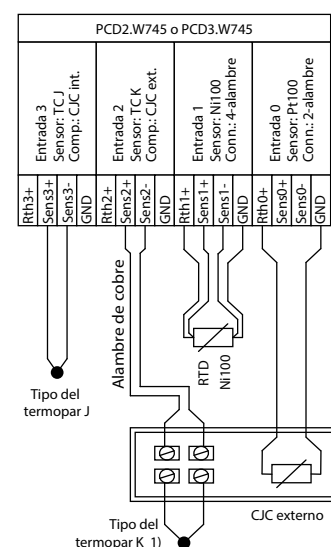 PCD2.W745 o PCD3.W745
Entrada 3
Sensor: TC J
Comp.: CJC int.
Entrada 2
Sensor: TC K
Comp.: CJC ext.
Entrada 1
Sensor: Ni100
Conn.: 4-alambre
Entrada 0
Sensor: Pt100
Conn.: 2-alambre
Rth3+
Sens3+
Sens3-
GND
Rth2+
Sens2+
Sens2-
GND
Rth1+
Sens1+
Sens1-
GND
Rth0+
Sens0+
Sens0-
GND
Alambre de cobre
RTD
Ni100
Tipo del
termopar J
CJC externo
Tipo del
termopar K 1)